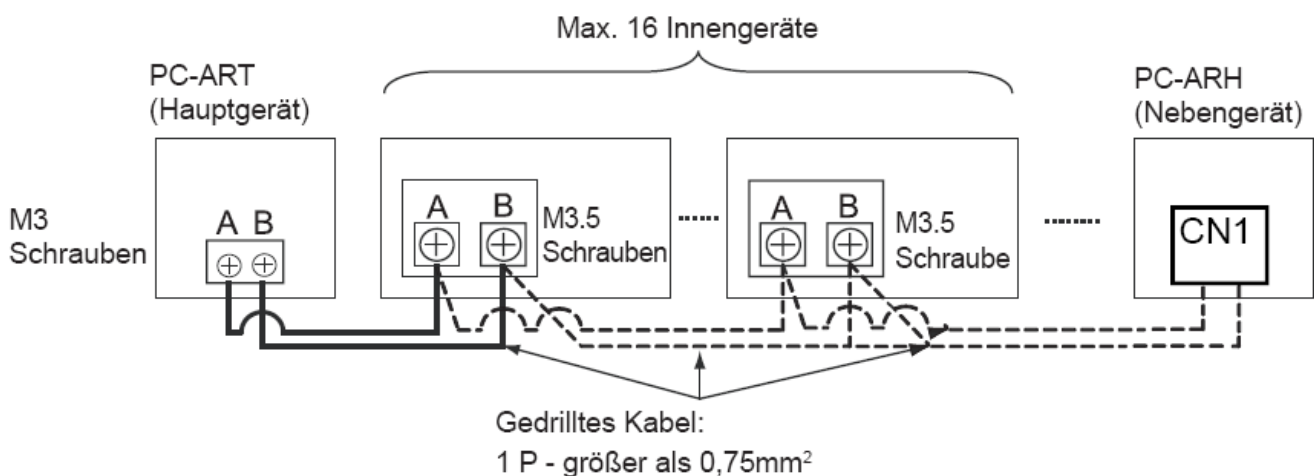 Max. 16 Innengeräte
PC-ART
(Hauptgerät)
PC-ARH
(Nebengerät)
M3
Schrauben
A B
A B
M3.5
Schrauben
A B
M3.5
Schraube
CN1
Gedrilltes Kabel:
1 P - größer als 0,75mm²